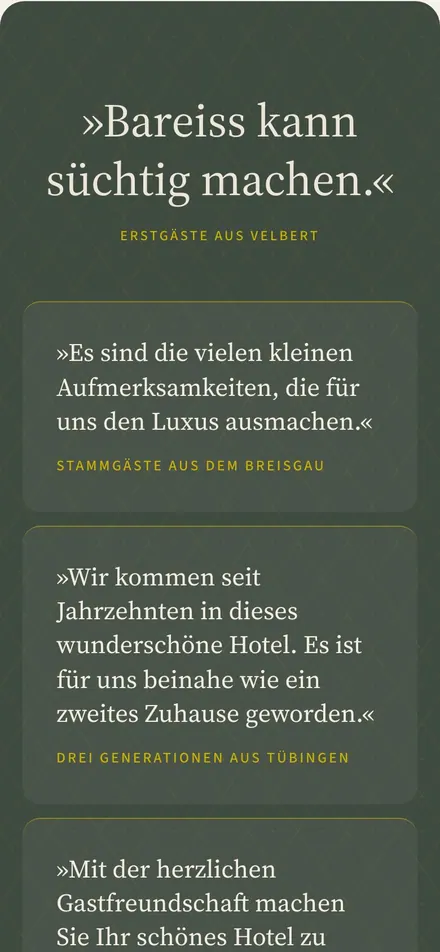 »Bareiss kann
süchtig machen.«
ERSTGÄSTE AUS VELBERT
»Es sind die vielen kleinen
Aufmerksamkeiten, die für
uns den Luxus ausmachen.«
STAMMGÄSTE AUS DEM BREISGAU
»Wir kommen seit
Jahrzehnten in dieses
wunderschöne Hotel. Es ist
für uns beinahe wie ein
zweites Zuhause geworden.«
DREI GENERATIONEN AUS TÜBINGEN
»Mit der herzlichen
Gastfreundschaft machen
Sie Ihr schönes Hotel zu